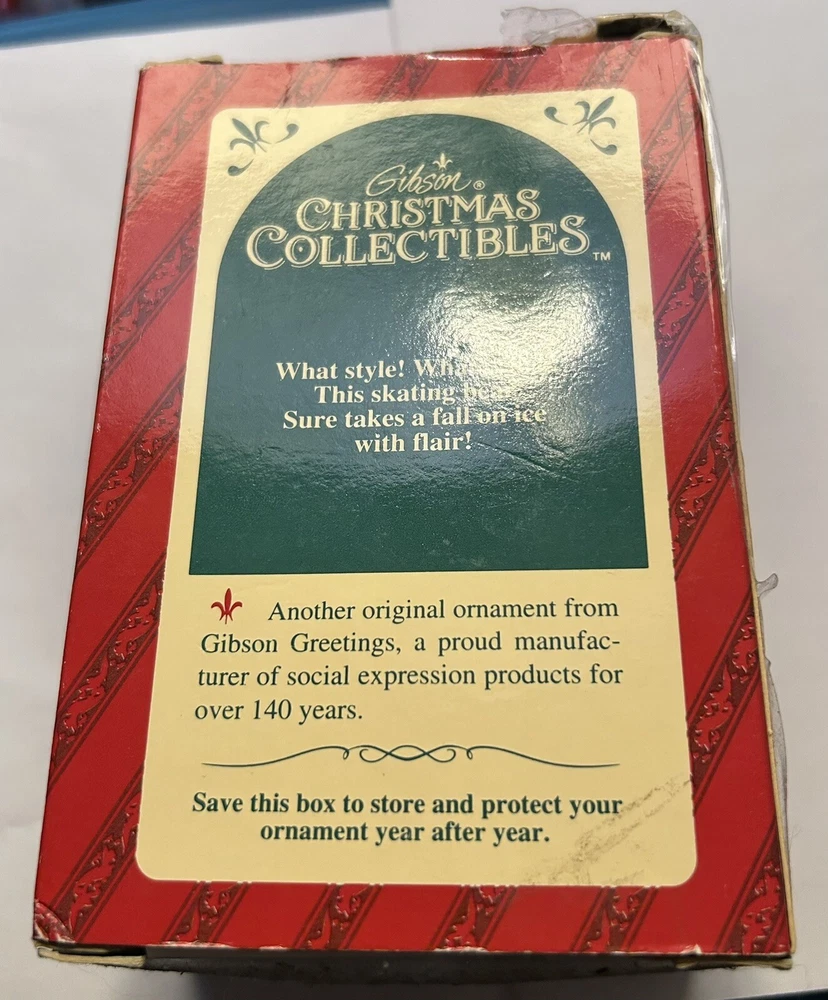 Gibson®
CHRISTMAS
COLLECTIBLES™
What style!
This skating
Sure takes a fall on ice
with flair!
Another original ornament from
Gibson Greetings, a proud manufac-
turer of social expression products for
over 140 years.
Save this box to store and protect your
ornament year after year.